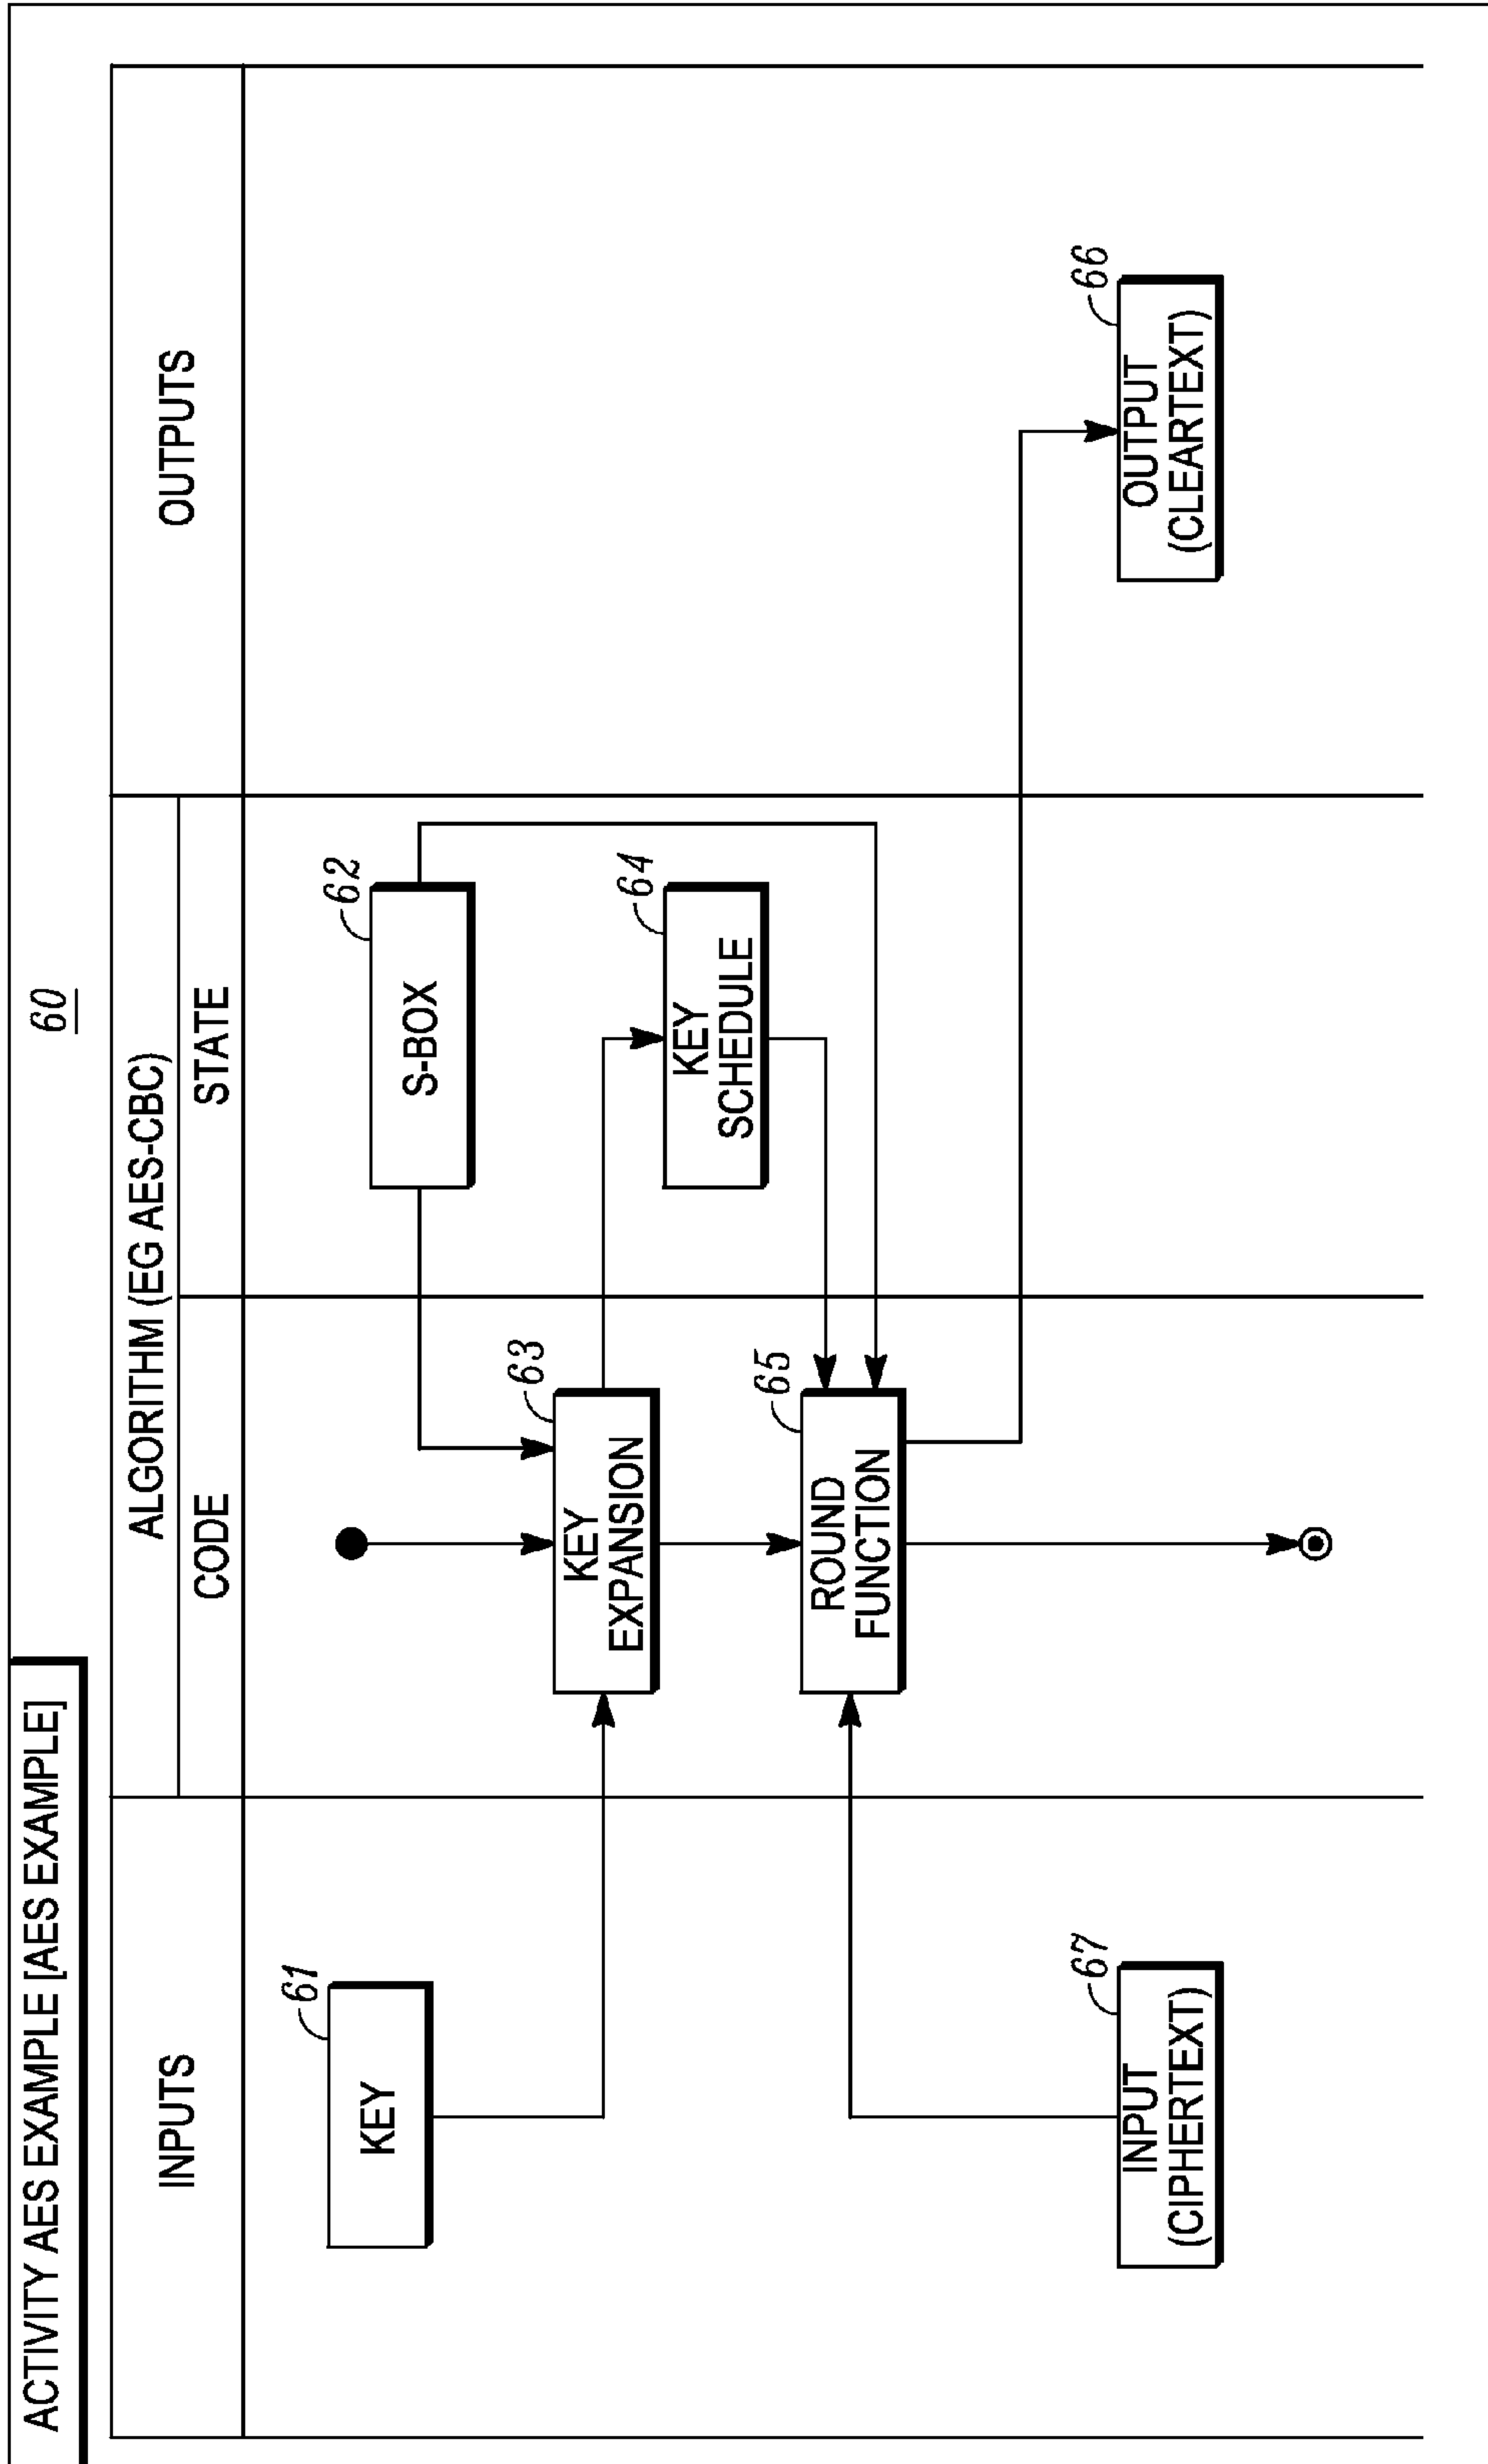 ACTIVITY AES EXAMPLE [AES EXAMPLE]
60
INPUTS
ALGORITHM (EG AES-CBC)
OUTPUTS
CODE
STATE
61
KEY
62
S-BOX
63
KEY
EXPANSION
64
KEY
SCHEDULE
65
ROUND
FUNCTION
67
INPUT
(CIPHERTEXT)
66
OUTPUT
(CLEARTEXT)